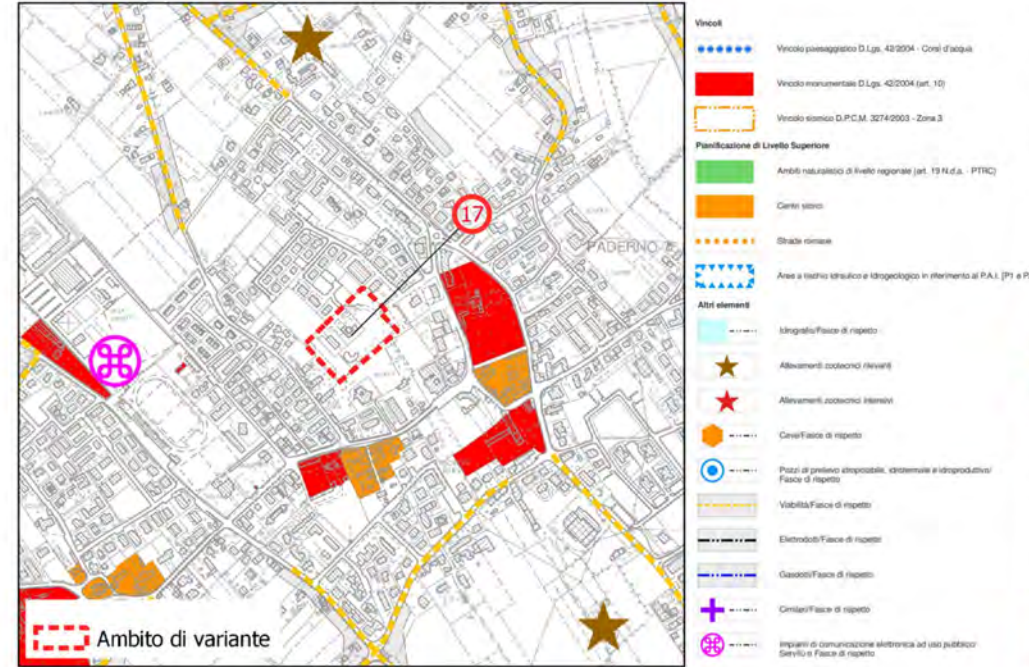 17
PADERNO
Ambito di variante
Vincoli
Vincolo paesaggistico D.Lgs. 42/2004 - Corsi d'acqua
Vincolo monumentale D.Lgs. 42/2004 (art. 10)
Vincolo sismico D.P.C.M. 3274/2003 - Zona 3
Pianificazione di Livello Superiore
Ambiti naturalistici di livello regionale (art. 19 N.d.a. - PTRC)
Centro storico
Strade romane
Aree a rischio idraulico e idrogeologico in riferimento al P.A.I. [P1 e P
Altri elementi
Idrografia/Fasce di rispetto
Allevamenti zootecnici rilevanti
Allevamenti zootecnici intensivi
Cave/Fasce di rispetto
Pozzi di prelievo idropotabile, idrotermale e idroproduttivo/
Fasce di rispetto
Viabilità/Fasce di rispetto
Elettrodotti/Fasce di rispetto
Gasdotti/Fasce di rispetto
Cimiteri/Fasce di rispetto
Impianti di comunicazione elettronica ad uso pubblico/
Servitù e Fasce di rispetto